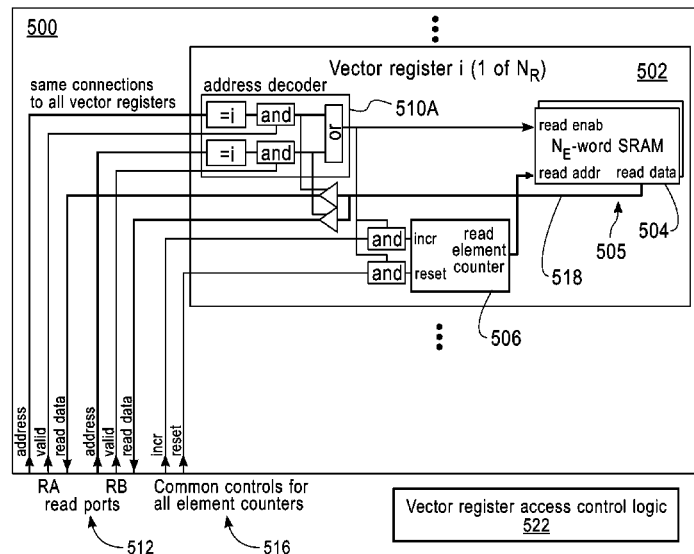 500
Vector register i (1 of NR)
502
same connections
to all vector registers
address decoder
510A
=i
and
or
=i
and
read enab
NE-word SRAM
read addr
read data
504
505
518
and
incr
and
reset
read
element
counter
506
address
valid
read data
address
valid
read data
incr
reset
RA
RB
read ports
512
Common controls for
all element counters
516
Vector register access control logic
522